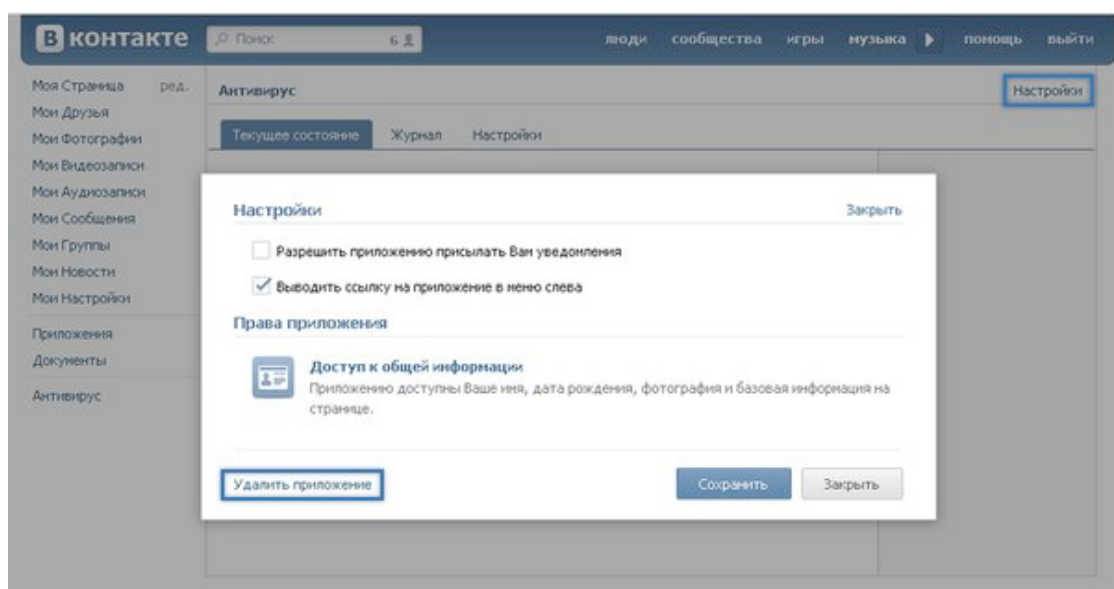 В контакте Поиск 6 люди сообщества игры музыка помощь выйти
Моя Страница ред.
Мои Друзья
Мои Фотографии
Мои Видеозаписи
Мои Аудиозаписи
Мои Сообщения
Мои Группы
Мои Новости
Мои Настройки
Приложения
Документы
Антивирус
Антивирус Настройки
Текущее состояние Журнал Настройки
Настройки Закрыть
Разрешить приложению присылать Вам уведомления
Выводить ссылку на приложение в меню слева
Права приложения
Доступ к общей информации
Приложению доступны Ваше имя, дата рождения, фотография и базовая информация на
странице.
Удалить приложение Сохранить Закрыть